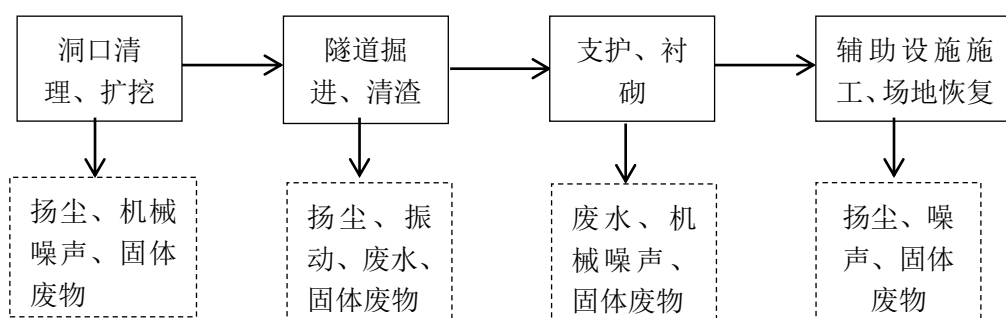 洞口清
理、扩挖
隧道掘
进、清渣
支护、衬
砌
辅助设施施
工、场地恢复
扬尘、机械
噪声、固体
废物
扬尘、振
动、废水、
固体废物
废水、机
械噪声、
固体废物
扬尘、噪
声、固体
废物